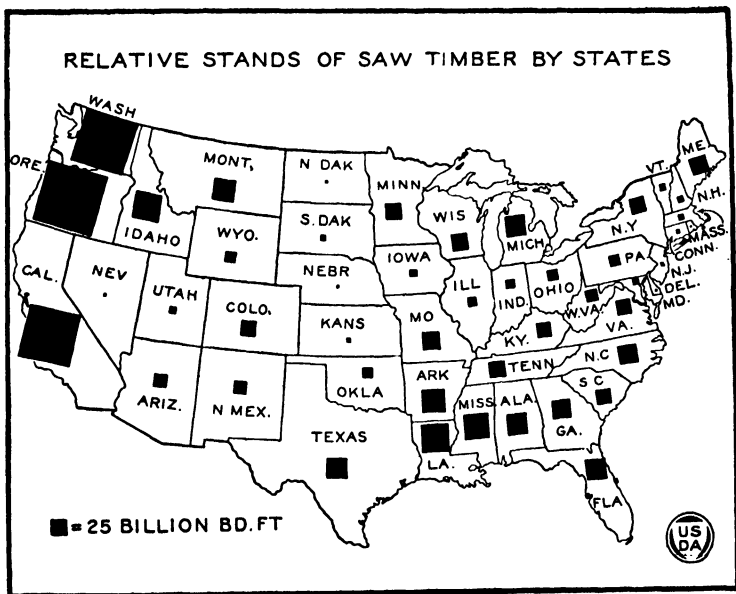 RELATIVE STANDS OF SAW TIMBER BY STATES
WASH
ORE.
MONT,
IDAHO
WYO.
N DAK
S.DAK
NEBR
KANS
MINN
WIS
MICH.
IOWA
ILL
IND.
OHIO
MO
KY.
W.VA.
VA.
PA.
N.Y
VT.
ME.
N.H.
MASS.
CONN.
N.J.
DEL.
MD.
CAL.
NEV
UTAH
COLO,
ARIZ.
N MEX.
OKLA
TEXAS
ARK
LA.
MISS.
ALA.
TENN
N.C
S C
GA.
FLA
= 25 BILLION BD. FT
US
DA